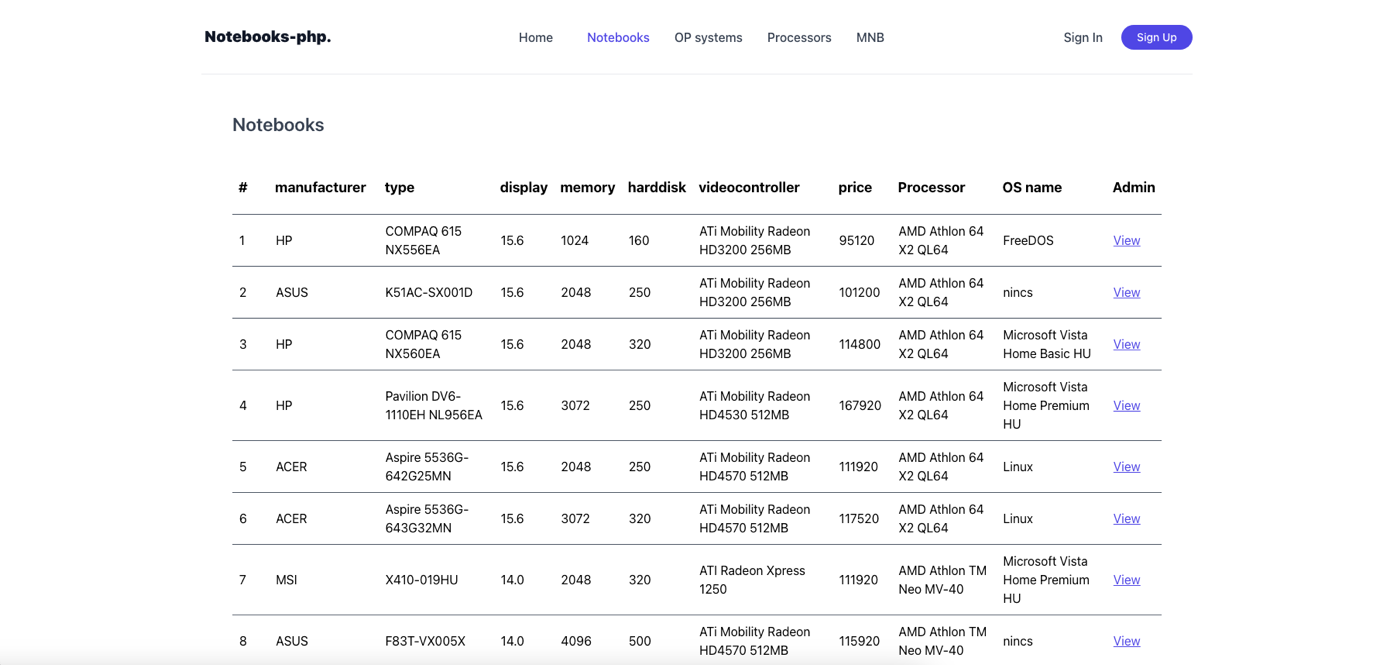 Notebooks-php. Home Notebooks OP systems Processors MNB Sign In Sign Up
Notebooks
# manufacturer type display memory harddisk videocontroller price Processor OS name Admin
1 HP COMPAQ 615 NX556EA 15.6 1024 160 ATi Mobility Radeon HD3200 256MB 95120 AMD Athlon 64 X2 QL64 FreeDOS View
2 ASUS K51AC-SX001D 15.6 2048 250 ATi Mobility Radeon HD3200 256MB 101200 AMD Athlon 64 X2 QL64 nincs View
3 HP COMPAQ 615 NX560EA 15.6 2048 320 ATi Mobility Radeon HD3200 256MB 114800 AMD Athlon 64 X2 QL64 Microsoft Vista Home Basic HU View
4 HP Pavilion DV6-1110EH NL956EA 15.6 3072 250 ATi Mobility Radeon HD4530 512MB 167920 AMD Athlon 64 X2 QL64 Microsoft Vista Home Premium HU View
5 ACER Aspire 5536G-642G25MN 15.6 2048 250 ATi Mobility Radeon HD4570 512MB 111920 AMD Athlon 64 X2 QL64 Linux View
6 ACER Aspire 5536G-643G32MN 15.6 3072 320 ATi Mobility Radeon HD4570 512MB 117520 AMD Athlon 64 X2 QL64 Linux View
7 MSI X410-019HU 14.0 2048 320 ATI Radeon Xpress 1250 111920 AMD Athlon TM Neo MV-40 Microsoft Vista Home Premium HU View
8 ASUS F83T-VX005X 14.0 4096 500 ATi Mobility Radeon HD4570 512MB 115920 AMD Athlon TM Neo MV-40 nincs View